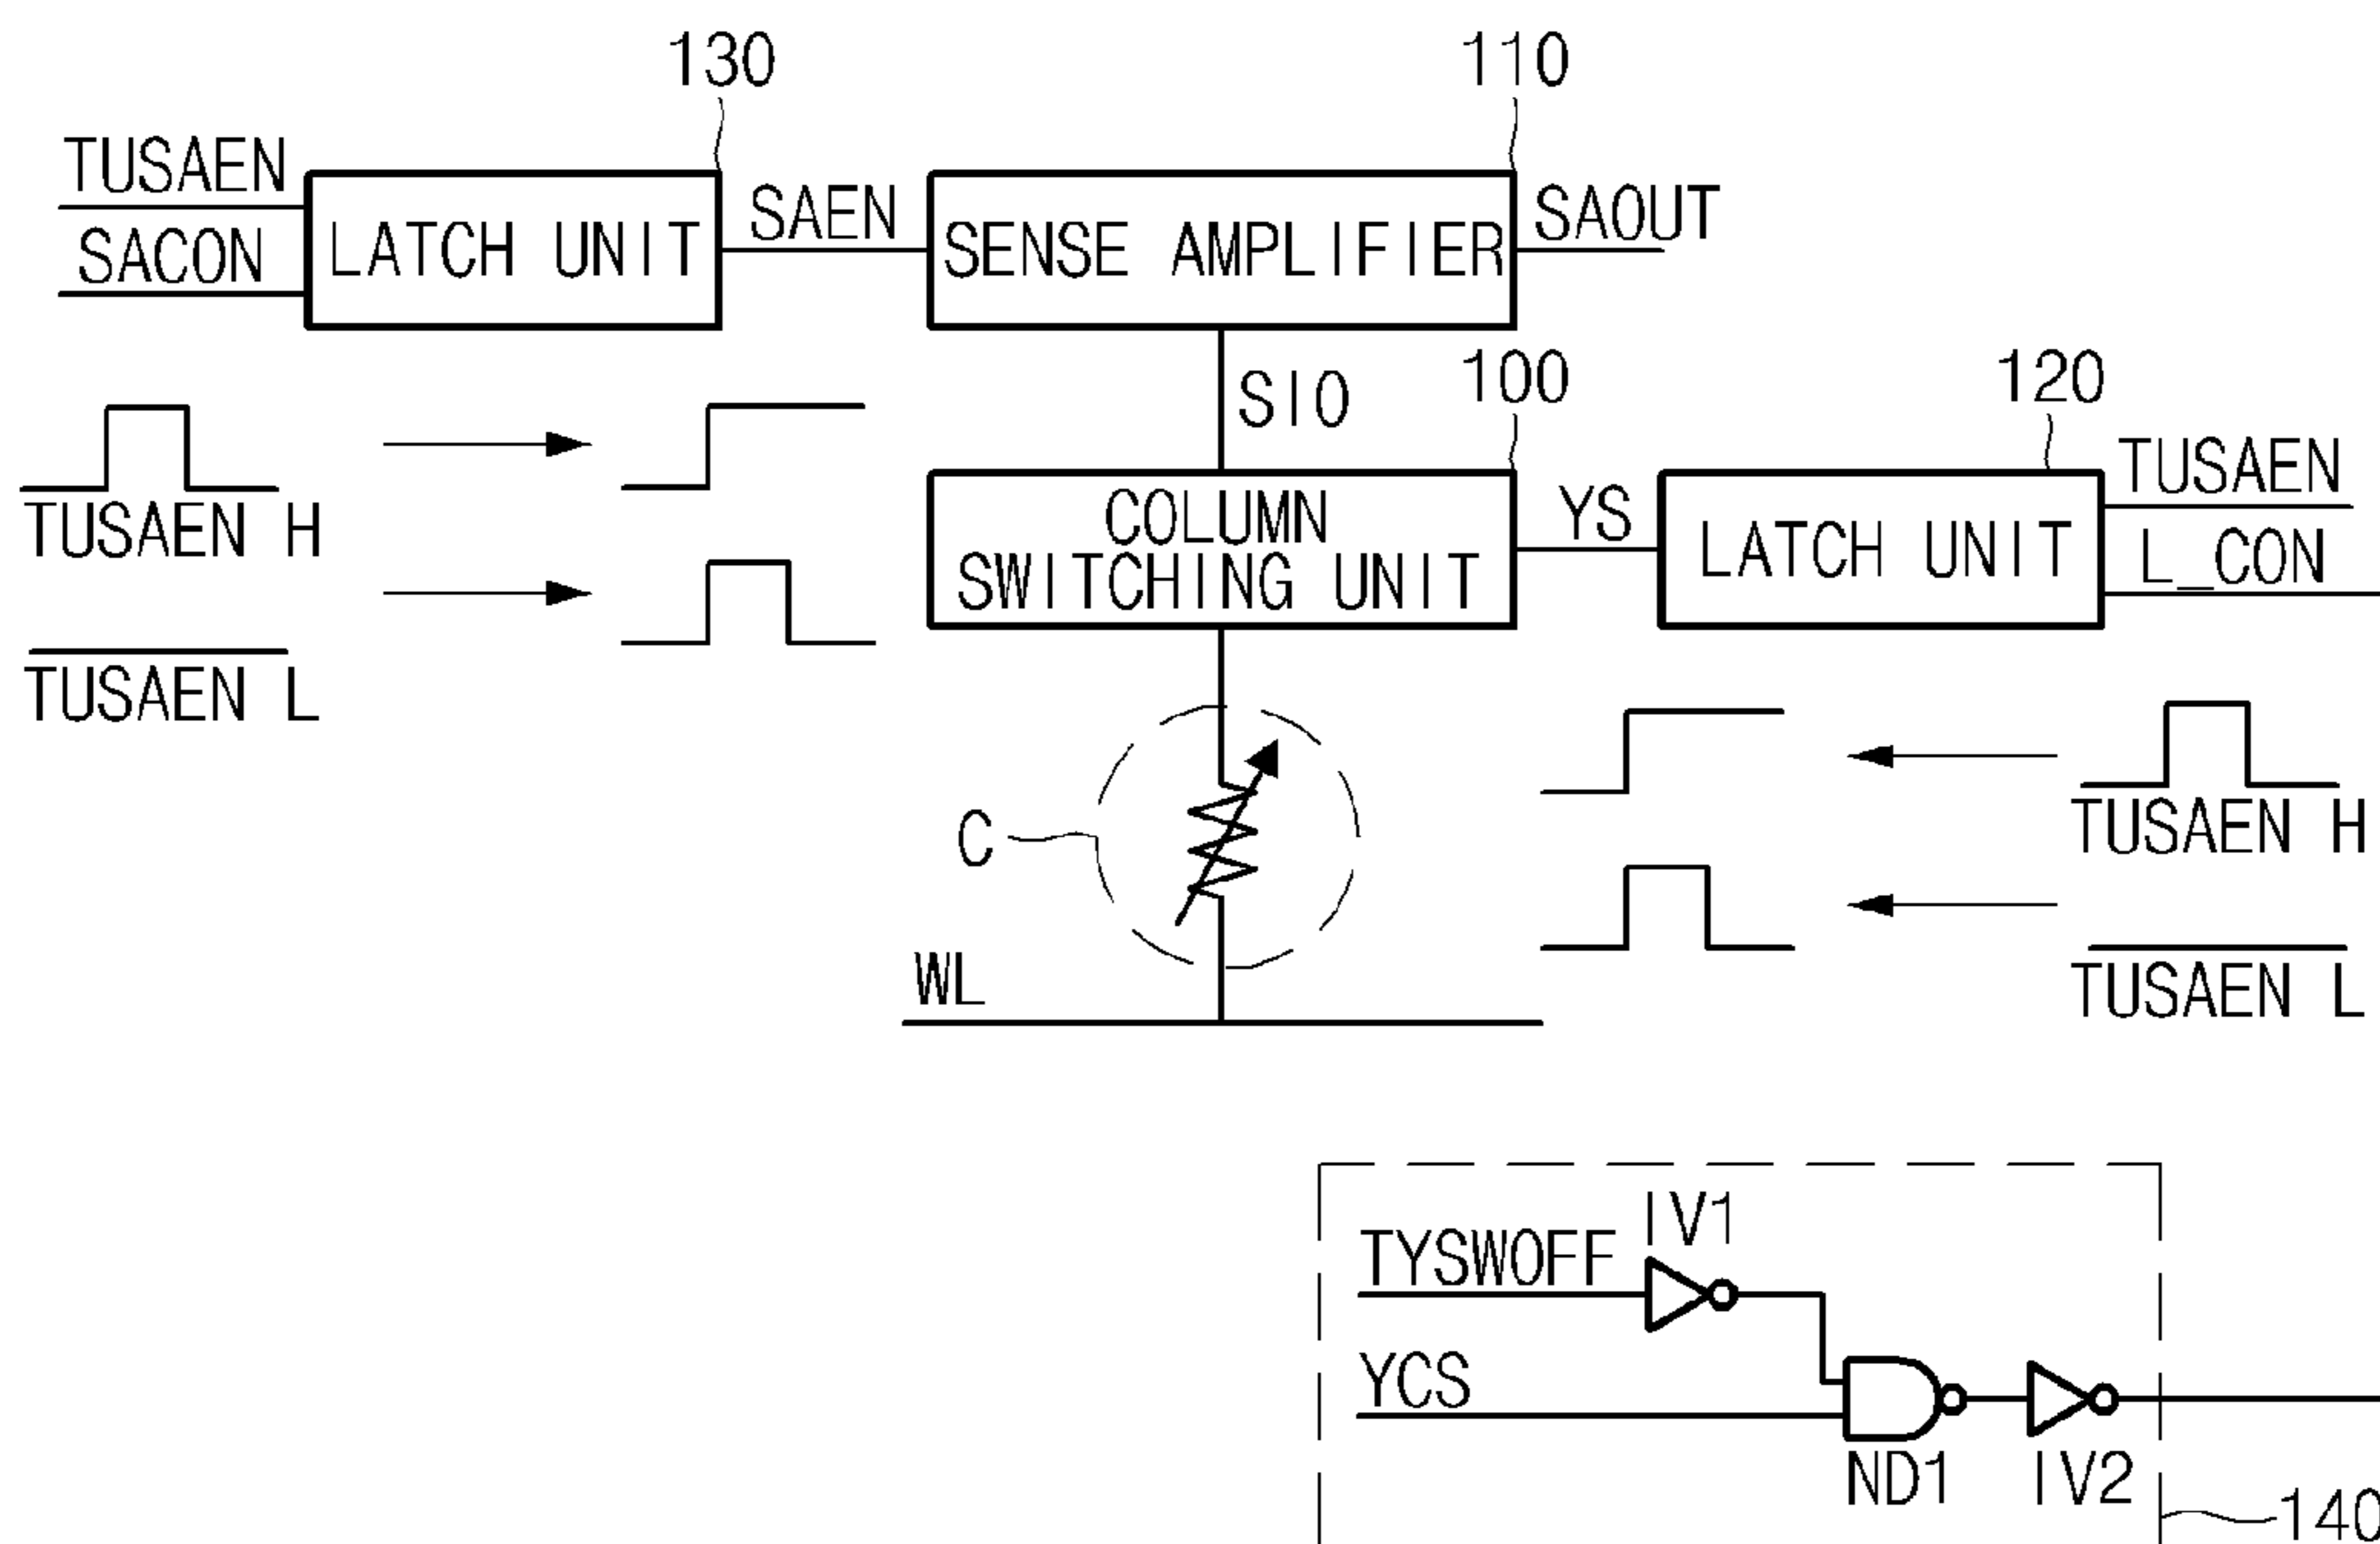 130
110
TUSAEN
SACON
LATCH UNIT
SAEN
SENSE AMPLIFIER
SAOUT
SIO
100
120
TUSAEN H
COLUMN
SWITCHING UNIT
YS
LATCH UNIT
TUSAEN
L_CON
TUSAEN L
C
TUSAEN H
WL
TUSAEN L
IV1
TYSWOFF
YCS
ND1
IV2
140